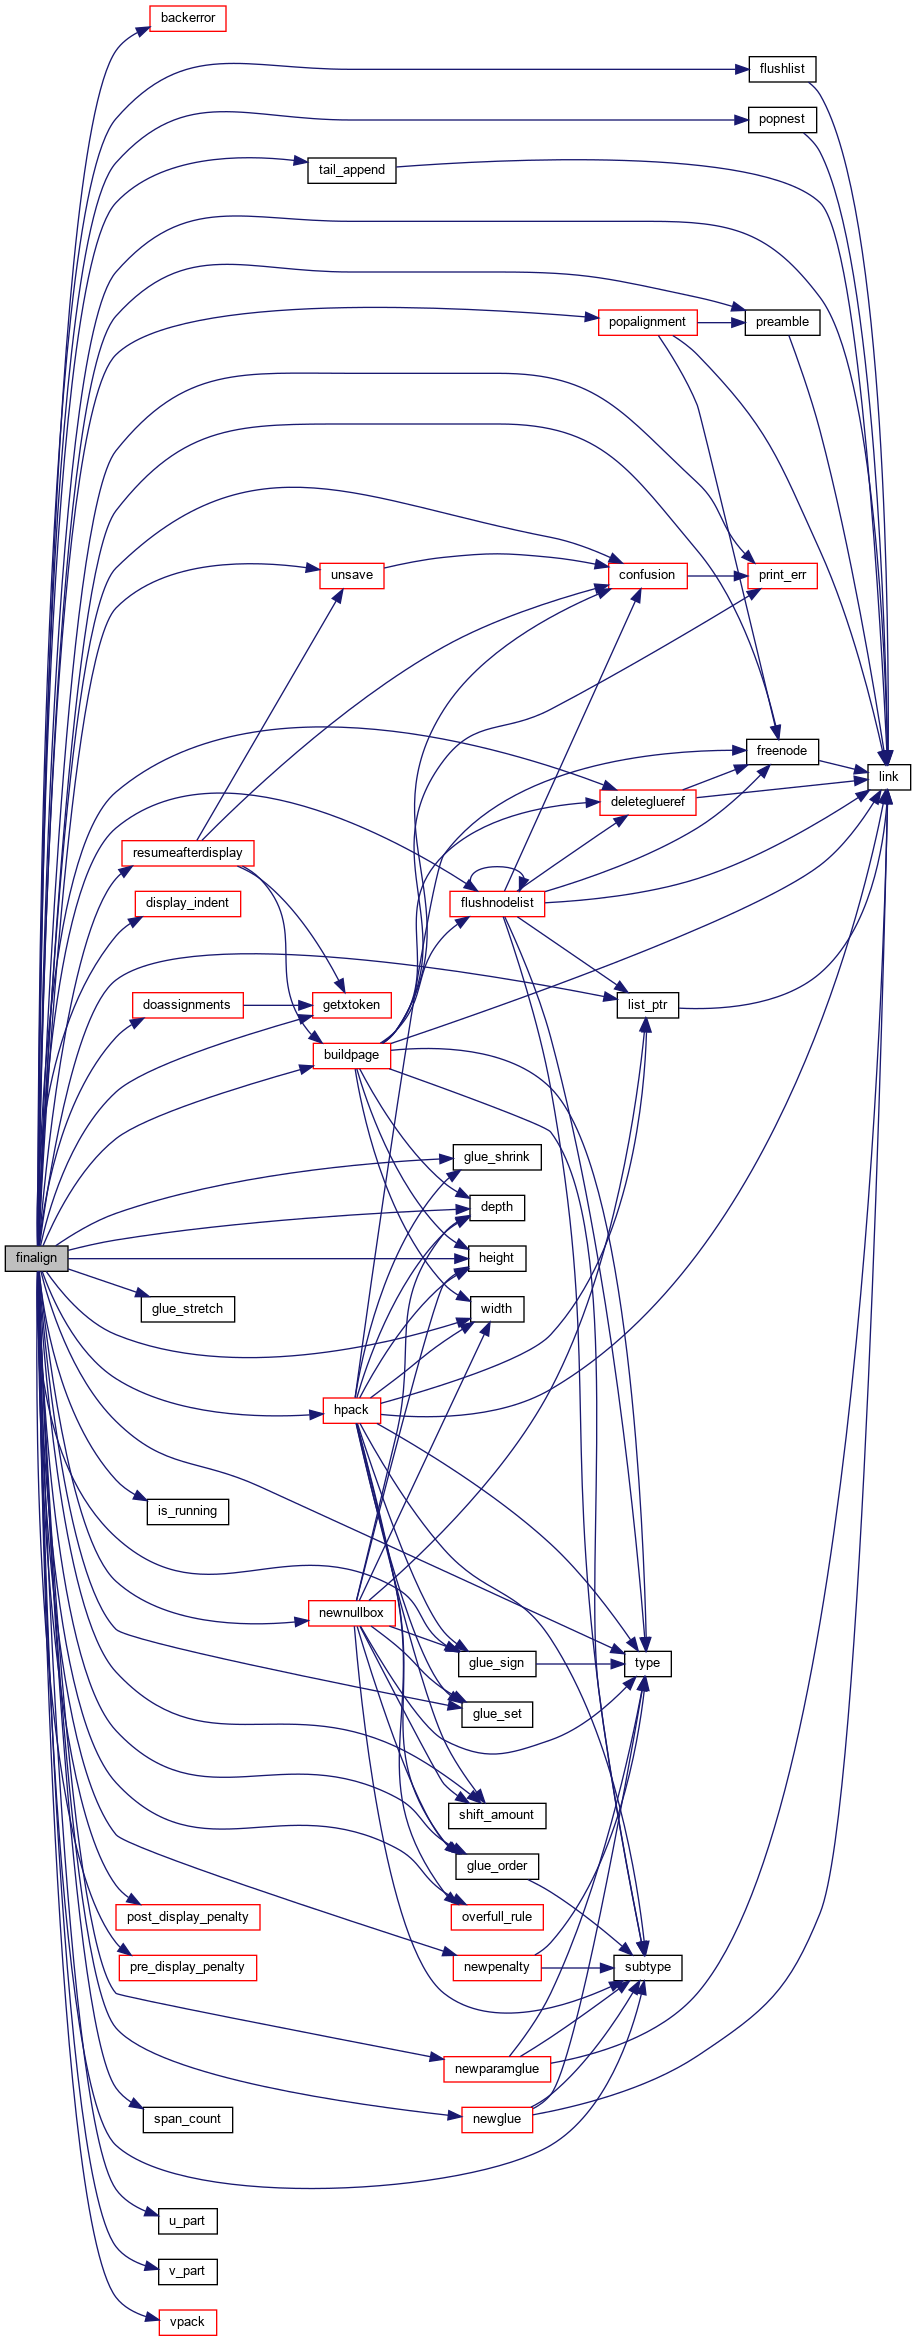 backerror
flushlist
popnest
tail_append
popalignment
preamble
unsave
confusion
print_err
freenode
link
deleteglueref
resumeafterdisplay
display_indent
flushnodelist
doassignments
getxtoken
list_ptr
buildpage
glue_shrink
depth
finalign
height
glue_stretch
width
hpack
is_running
newnullbox
glue_sign
type
glue_set
shift_amount
glue_order
post_display_penalty
overfull_rule
pre_display_penalty
newpenalty
subtype
newparamglue
span_count
newglue
u_part
v_part
vpack